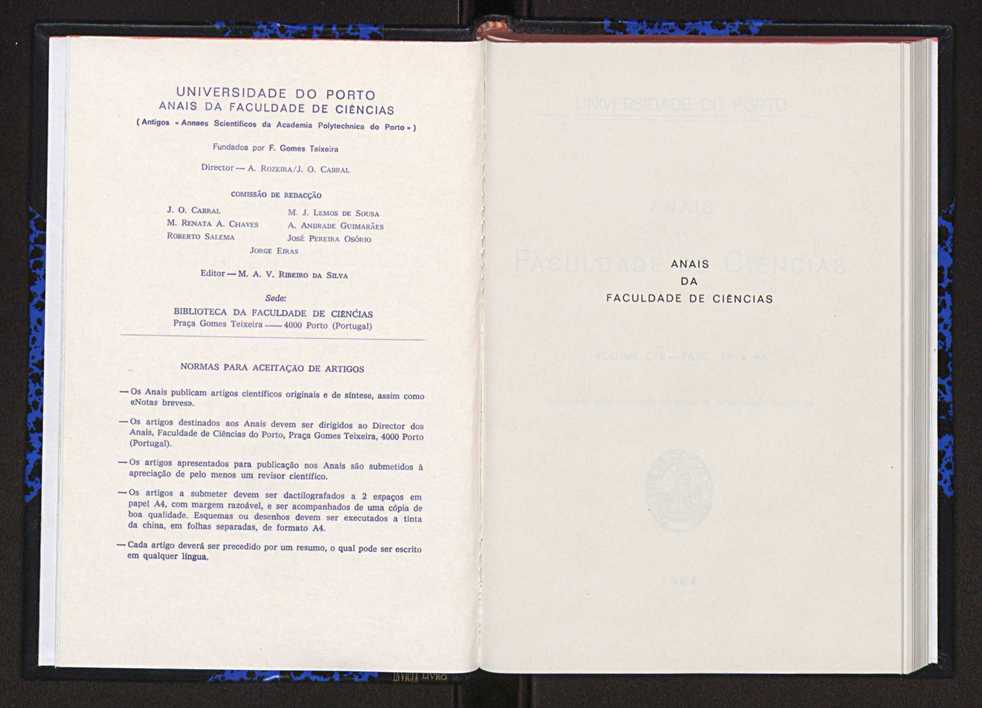 UNIVERSIDADE DO PORTO
ANAIS DA FACULDADE DE CIÊNCIAS
( Antigos « Annaes Scientificos da Academia Polytechnica do Porto » )
Fundados por F. Gomes Teixeira
Director — A. ROZEIRA/J. O. CABRAL
COMISSÃO DE REDACÇÃO
J. O. CABRAL
M. RENATA A. CHAVES
ROBERTO SALEMA
M. J. LEMOS DE SOUSA
A. ANDRADE GUIMARÃES
JOSÉ PEREIRA OSÓRIO
JORGE EIRAS
Editor — M. A. V. RIBEIRO DA SILVA
Sede:
BIBLIOTECA DA FACULDADE DE CIÊNCIAS
Praça Gomes Teixeira — 4000 Porto (Portugal)
NORMAS PARA ACEITAÇÃO DE ARTIGOS
— Os Anais publicam artigos científicos originais e de síntese, assim como
«Notas breves».
— Os artigos destinados aos Anais devem ser dirigidos ao Director dos
Anais, Faculdade de Ciências do Porto, Praça Gomes Teixeira, 4000 Porto
(Portugal).
— Os artigos apresentados para publicação nos Anais são submetidos à
apreciação de pelo menos um revisor científico.
— Os artigos a submeter devem ser dactilografados a 2 espaços em
papel A4, com margem razoável, e ser acompanhados de uma cópia de
boa qualidade. Esquemas ou desenhos devem ser executados a tinta
da china, em folhas separadas, de formato A4.
— Cada artigo deverá ser precedido por um resumo, o qual pode ser escrito
em qualquer língua.
ANAIS
DA
FACULDADE DE CIÊNCIAS
UNIVERSIDADE DO PORTO
ANAIS
FACULDADE CIÊNCIAS
LIVRO